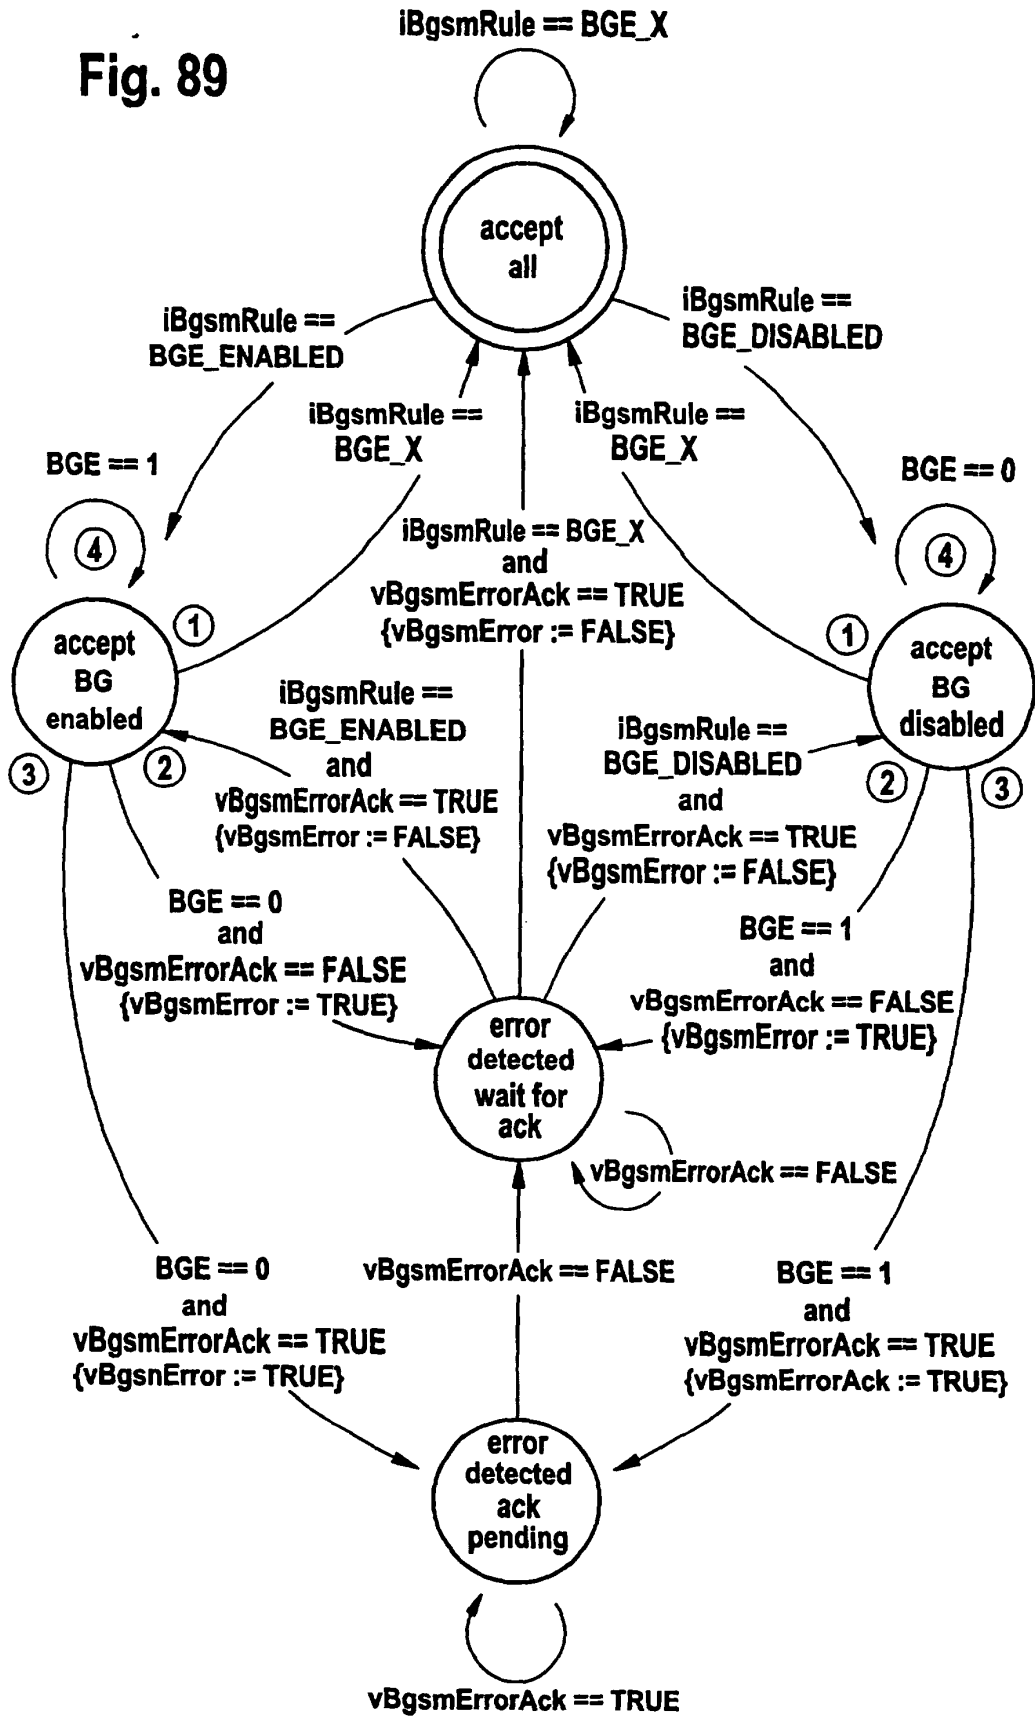 iBgsmRule == BGE_X
Fig. 89
accept
all
iBgsmRule ==
BGE_ENABLED
iBgsmRule ==
BGE_DISABLED
iBgsmRule ==
BGE_X
iBgsmRule ==
BGE_X
BGE == 1
4
BGE == 0
4
iBgsmRule == BGE_X
and
vBgsmErrorAck == TRUE
{vBgsmError := FALSE}
1
accept
BG
enabled
3
2
1
accept
BG
disabled
2
3
iBgsmRule ==
BGE_ENABLED
and
vBgsmErrorAck == TRUE
{vBgsmError := FALSE}
iBgsmRule ==
BGE_DISABLED
and
vBgsmErrorAck == TRUE
{vBgsmError := FALSE}
BGE == 0
and
vBgsmErrorAck == FALSE
{vBgsmError := TRUE}
BGE == 1
and
vBgsmErrorAck == FALSE
{vBgsmError := TRUE}
error
detected
wait for
ack
vBgsmErrorAck == FALSE
BGE == 0
and
vBgsmErrorAck == TRUE
{vBgsnError := TRUE}
vBgsmErrorAck == FALSE
BGE == 1
and
vBgsmErrorAck == TRUE
{vBgsmErrorAck := TRUE}
error
detected
ack
pending
vBgsmErrorAck == TRUE